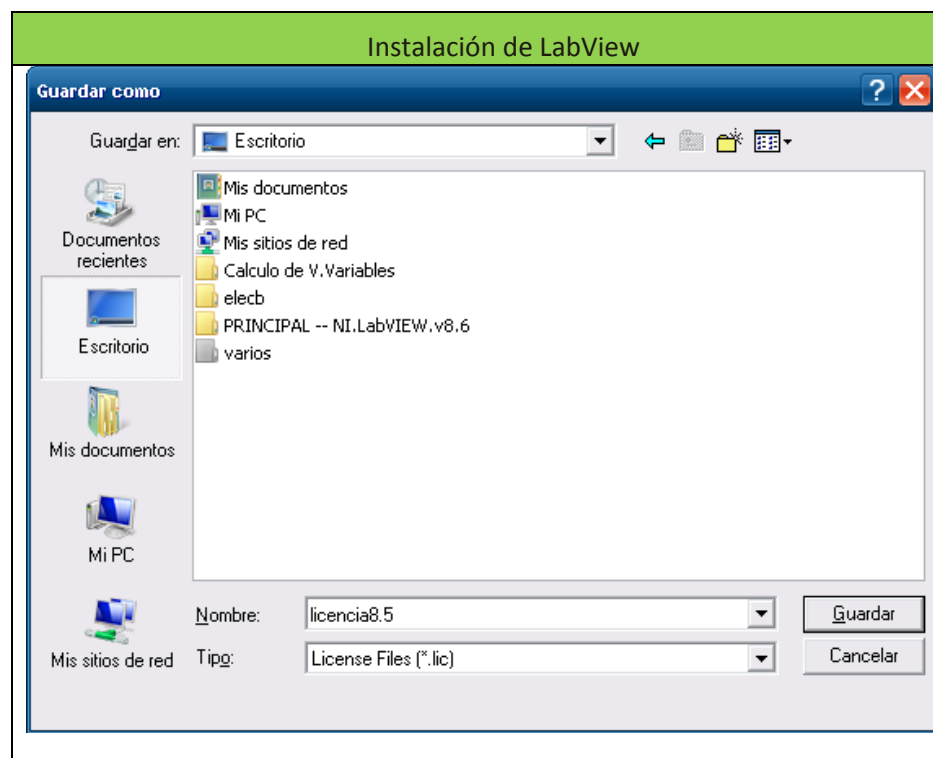 Instalación de LabView
Guardar como
Guardar en:
Escritorio
Documentos
recientes
Escritorio
Mis documentos
Mi PC
Mis sitios de red
Mis documentos
Mi PC
Mis sitios de red
Calculo de V.Variables
elecb
PRINCIPAL -- NI.LabVIEW.v8.6
varios
Nombre:
licencia8.5
Guardar
Tipo:
License Files (*.lic)
Cancelar